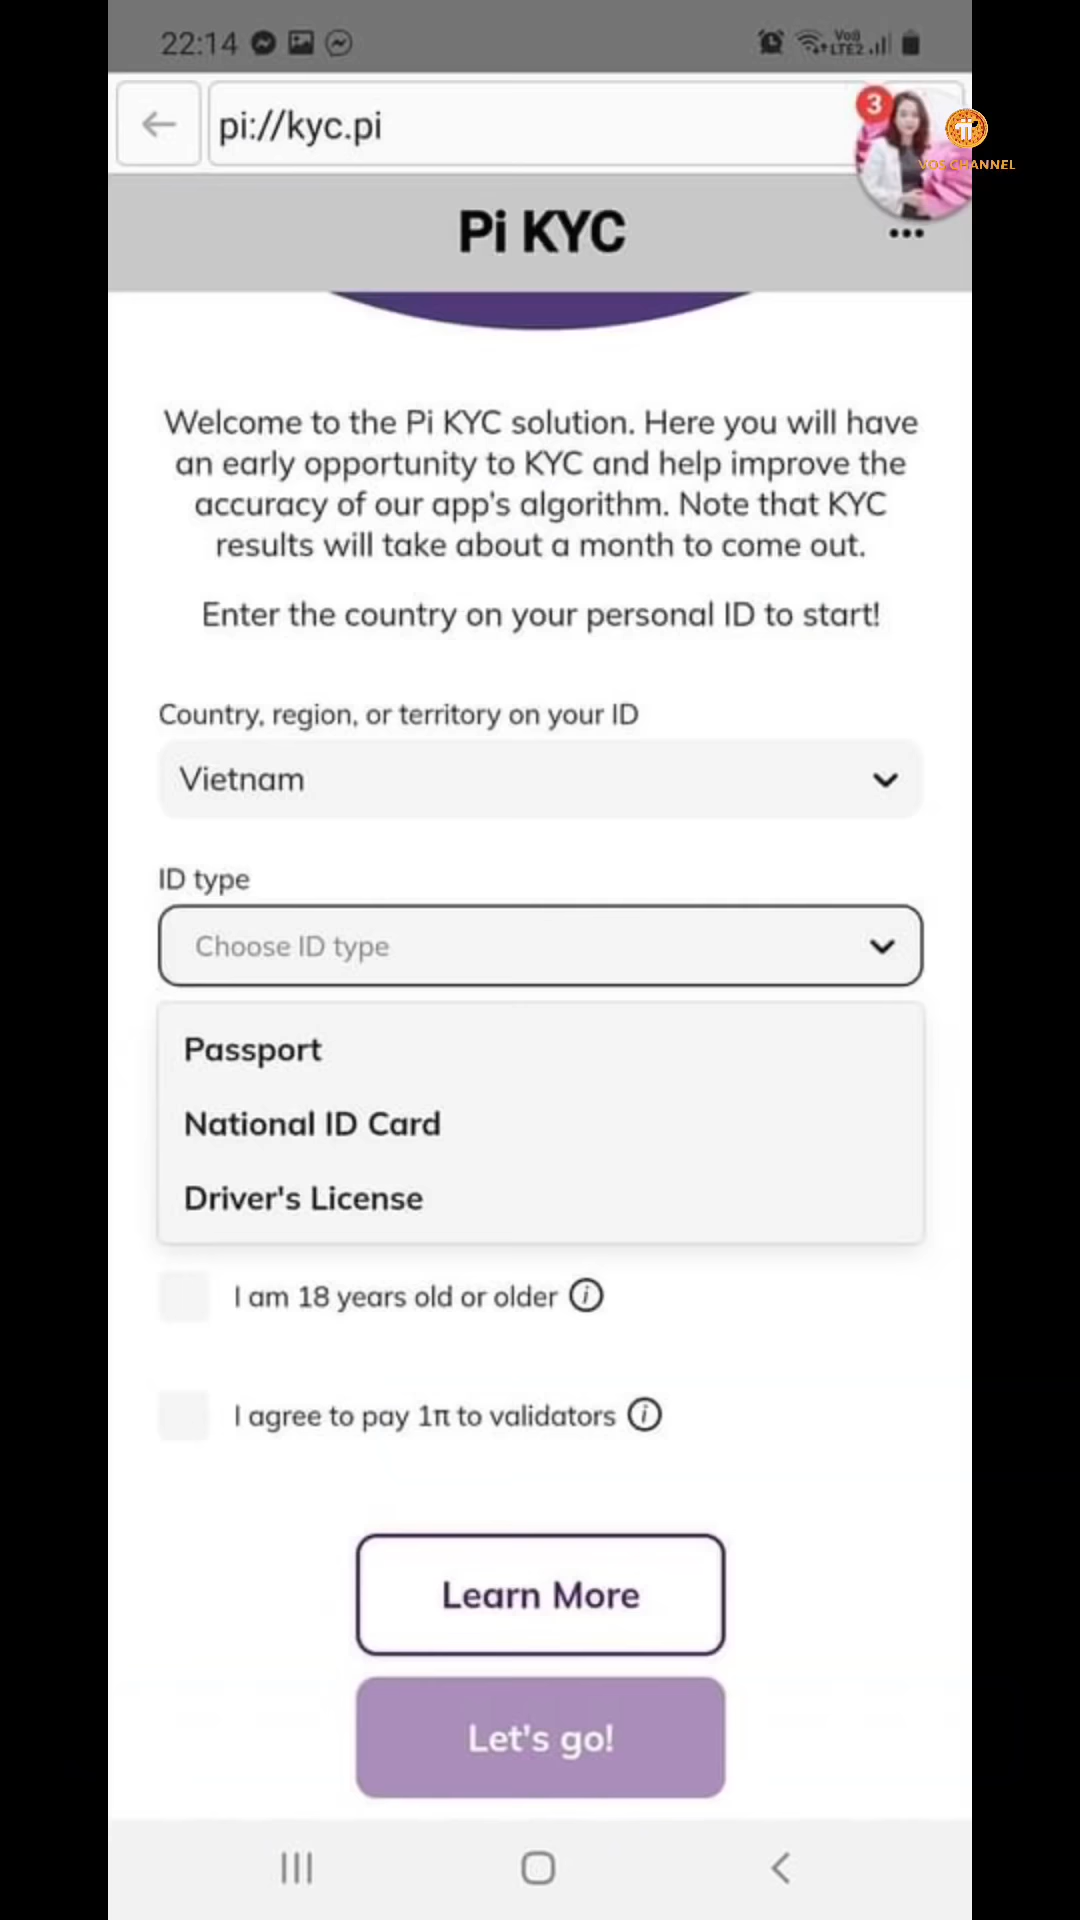 22:14
Vo))
LTE2
pi://kyc.pi
3
VOS CHANNEL
Pi KYC
Welcome to the Pi KYC solution. Here you will have
an early opportunity to KYC and help improve the
accuracy of our app's algorithm. Note that KYC
results will take about a month to come out.
Enter the country on your personal ID to start!
Country, region, or territory on your ID
Vietnam
ID type
Choose ID type
Passport
National ID Card
Driver's License
I am 18 years old or older
I agree to pay 1π to validators
Learn More
Let's go!